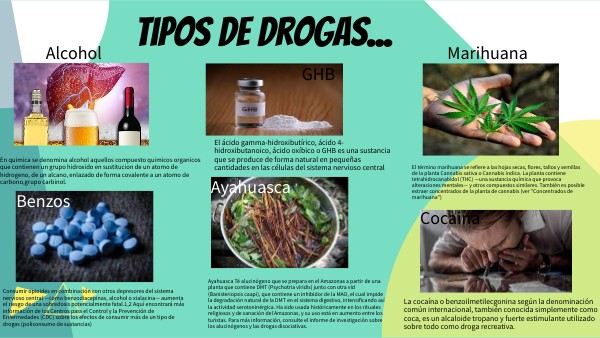 TIPOS DE DROGAS...
Alcohol
En química se denomina alcohol aquellos compuesto químicos organicos
que contienen un grupo hidroxido en sustitucion de un atomo de
hidrogeno, de un alcano, enlazado de forma covalente a un atomo de
carbono,grupo carbinol.
GHB
GHB
El ácido gamma-hidroxibutírico, ácido 4-
hidroxibutanoico, ácido oxíbico o GHB es una sustancia
que se produce de forma natural en pequeñas
cantidades en las células del sistema nervioso central
Marihuana
El término marihuana se refiere a las hojas secas, flores, tallos y semillas
de la planta Cannabis sativa o Cannabis indica. La planta contiene
tetrahidrocanabidol (THC) —una sustancia química que provoca
alteraciones mentales— y otros compuestos similares. También es posible
extraer concentrados de la planta de cannabis (ver "Concentrados de
marihuana")
Benzos
Consumir opioides en combinación con otros depresores del sistema
nervioso central—como benzodiacepinas, alcohol o xialacina— aumenta
el riesgo de una sobredosis potencialmente fatal.1,2 Aquí encontrará más
información de los Centros para el Control y la Prevención de
Enfermedades (CDC) sobre los efectos de consumir más de un tipo de
drogas (policonsumo de sustancias)
Ayahuasca
Ayahuasca Té alucinógeno que se prepara en el Amazonas a partir de una
planta que contiene DMT (Psychotria viridis) junto con otra vid
(Banisteriopsis caapi), que contiene un inhibidor de la MAO, el cual impide
la degradación natural de la DMT en el sistema digestivo, intensificando así
la actividad serotoninérgica. Ha sido usado históricamente en los rituales
religiosos y de sanación del Amazonas, y su uso está en aumento entre los
turistas. Para más información, consulte el informe de investigación sobre
los alucinógenos y las drogas disociativas.
Cocaína
La cocaína o benzoilmetilecgonina según la denominación
común internacional, también conocida simplemente como
coca, es un alcaloide tropano y fuerte estimulante utilizado
sobre todo como droga recreativa.